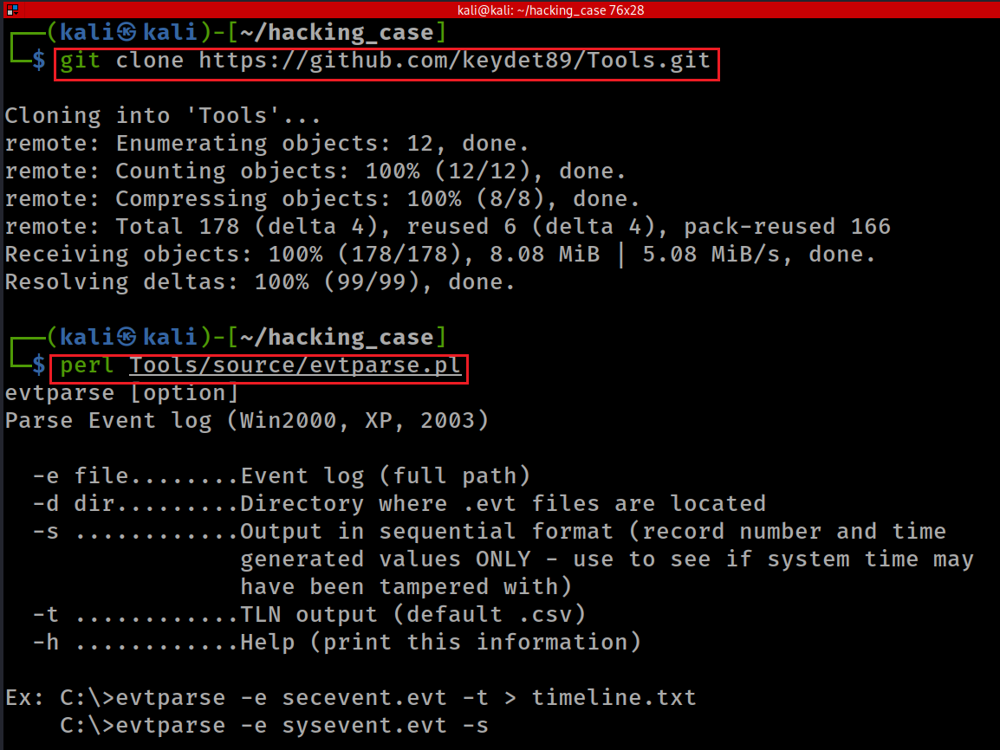 kali@kali: ~/hacking_case 76x28
┌──(kali㉿kali)-[~/hacking_case]
└─$ git clone https://github.com/keydet89/Tools.git
Cloning into 'Tools'...
remote: Enumerating objects: 12, done.
remote: Counting objects: 100% (12/12), done.
remote: Compressing objects: 100% (8/8), done.
remote: Total 178 (delta 4), reused 6 (delta 4), pack-reused 166
Receiving objects: 100% (178/178), 8.08 MiB | 5.08 MiB/s, done.
Resolving deltas: 100% (99/99), done.
┌──(kali㉿kali)-[~/hacking_case]
└─$ perl Tools/source/evtparse.pl
evtparse [option]
Parse Event log (Win2000, XP, 2003)
-e file........Event log (full path)
-d dir.........Directory where .evt files are located
-s ............Output in sequential format (record number and time
generated values ONLY - use to see if system time may
have been tampered with)
-t ............TLN output (default .csv)
-h ............Help (print this information)
Ex: C:\>evtparse -e secevent.evt -t > timeline.txt
C:\>evtparse -e sysevent.evt -s